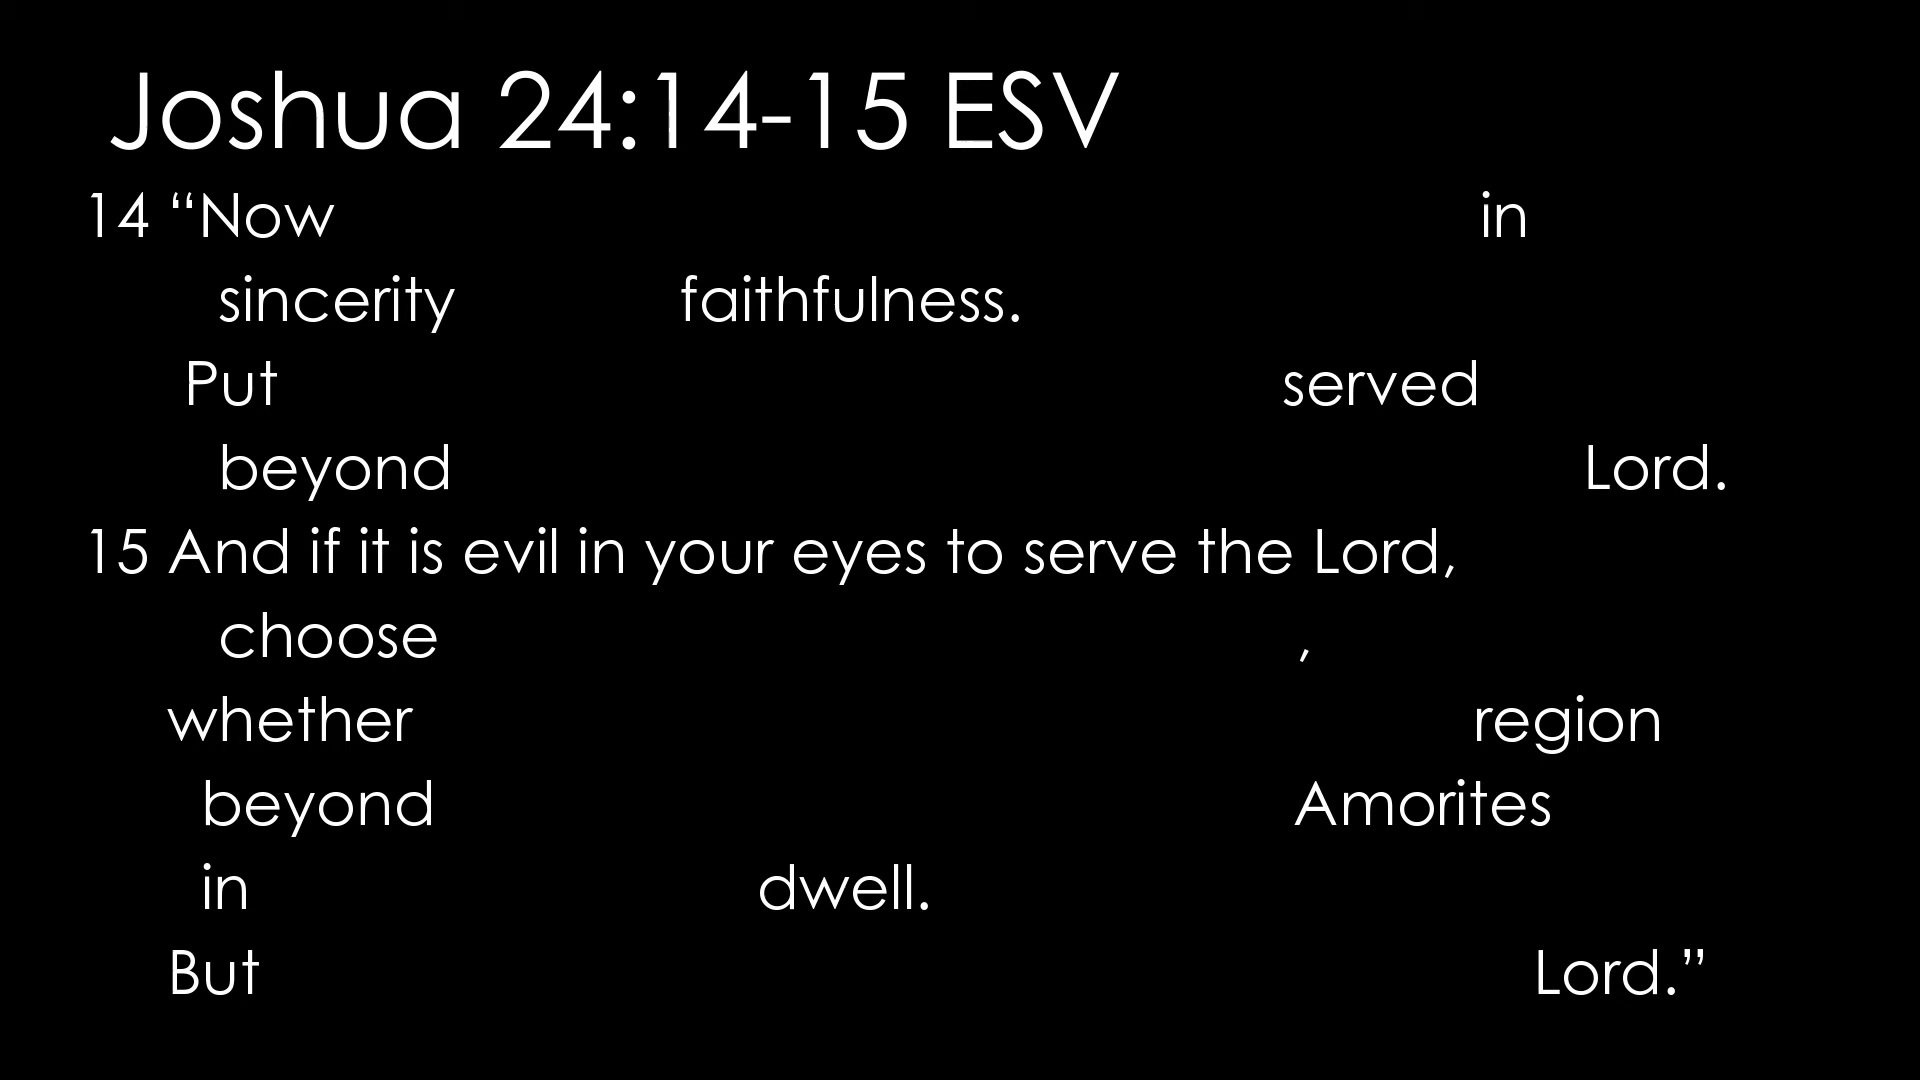 Joshua 24:14-15 ESV
14 “Now in
sincerity faithfulness.
Put served
beyond Lord.
15 And if it is evil in your eyes to serve the Lord,
choose ,
whether region
beyond Amorites
in dwell.
But Lord.”